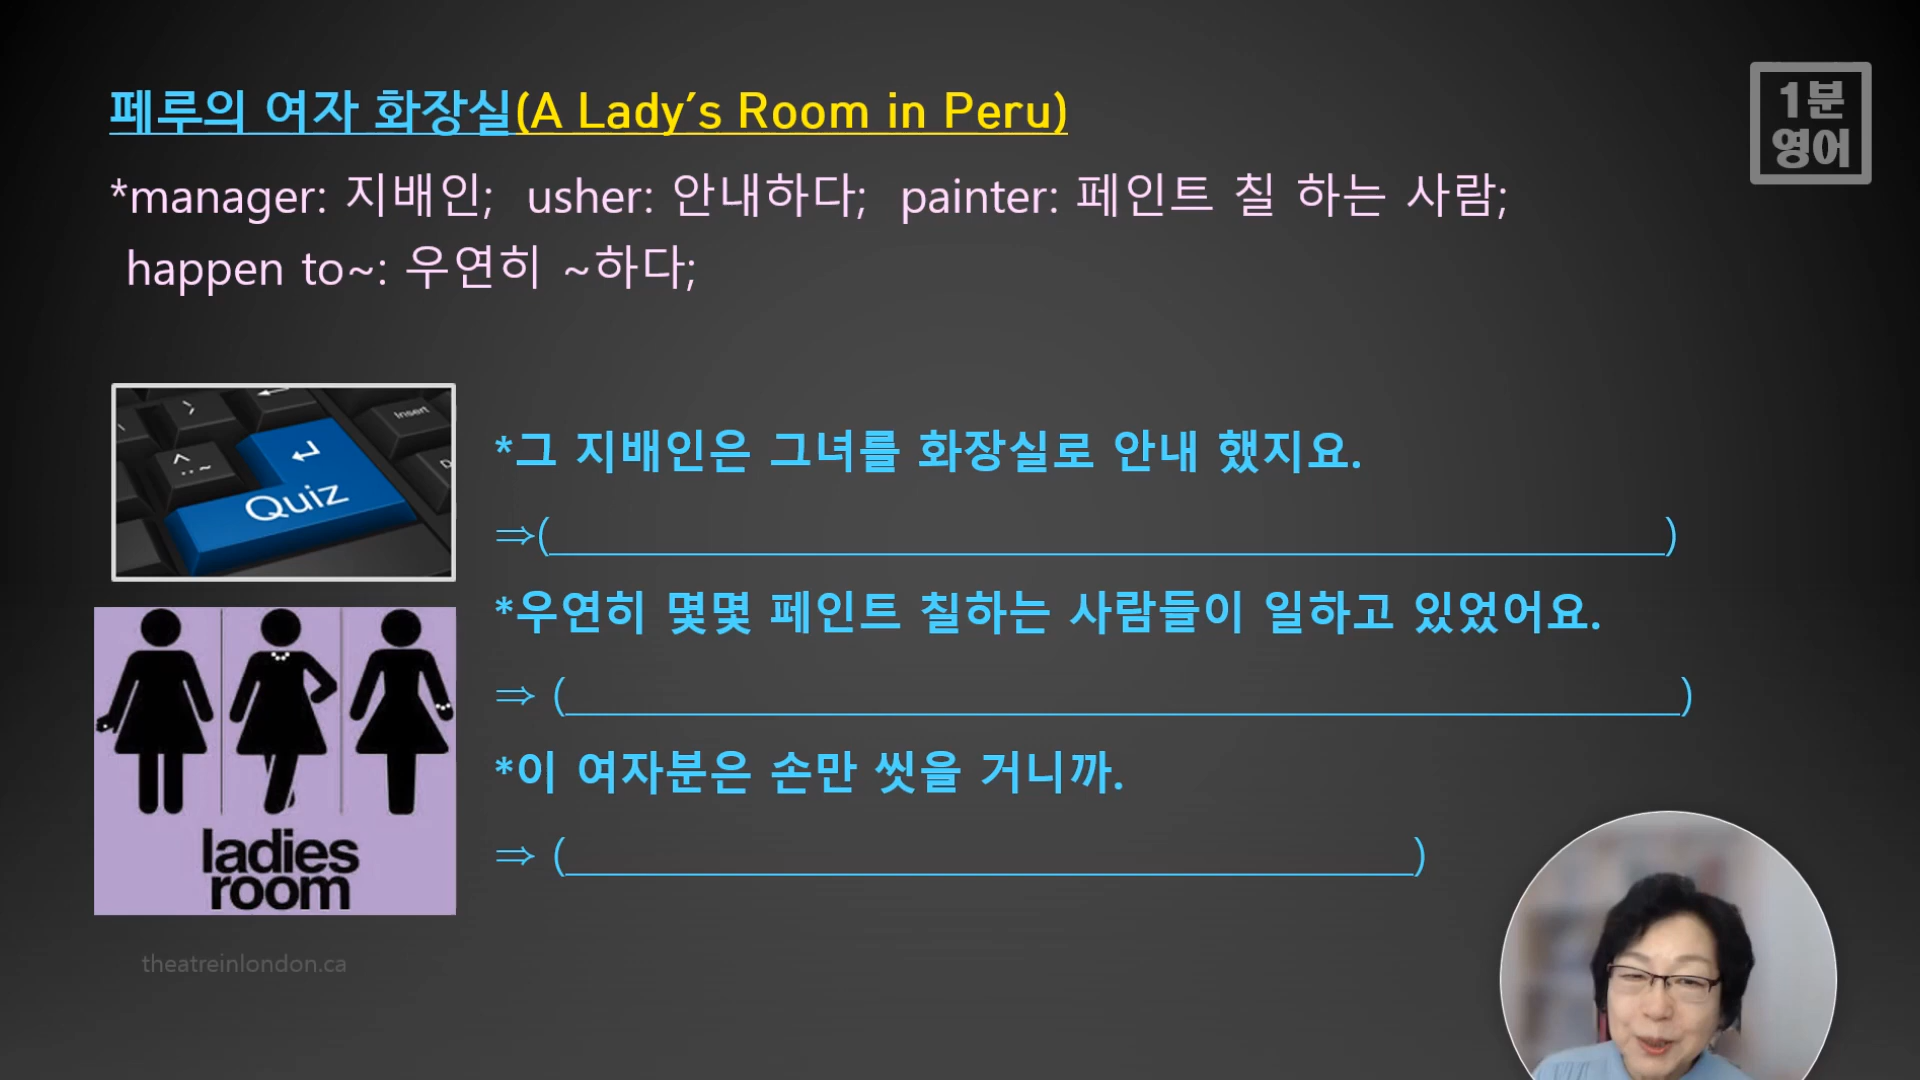 페루의 여자 화장실(A Lady's Room in Peru)
1분
영어
*manager: 지배인; usher: 안내하다; painter: 페인트 칠 하는 사람;
happen to~: 우연히 ~하다;
Insert
Quiz
*그 지배인은 그녀를 화장실로 안내 했지요.
⇒(________________________________)
*우연히 몇몇 페인트 칠하는 사람들이 일하고 있었어요.
⇒ (________________________________)
*이 여자분은 손만 씻을 거니까.
⇒ (________________________)
ladies
room
theatreinlondon.ca